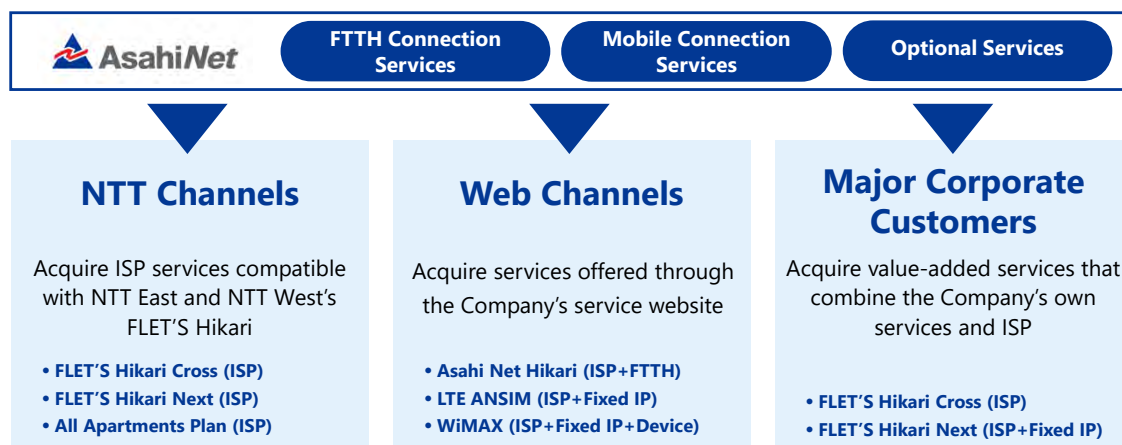 AsahiNet
FTTH Connection
Services
Mobile Connection
Services
Optional Services
NTT Channels
Acquire ISP services compatible
with NTT East and NTT West's
FLET'S Hikari
• FLET'S Hikari Cross (ISP)
• FLET'S Hikari Next (ISP)
• All Apartments Plan (ISP)
Web Channels
Acquire services offered through
the Company's service website
• Asahi Net Hikari (ISP+FTTH)
• LTE ANSIM (ISP+Fixed IP)
• WiMAX (ISP+Fixed IP+Device)
Major Corporate
Customers
Acquire value-added services that
combine the Company's own
services and ISP
• FLET'S Hikari Cross (ISP)
• FLET'S Hikari Next (ISP+Fixed IP)